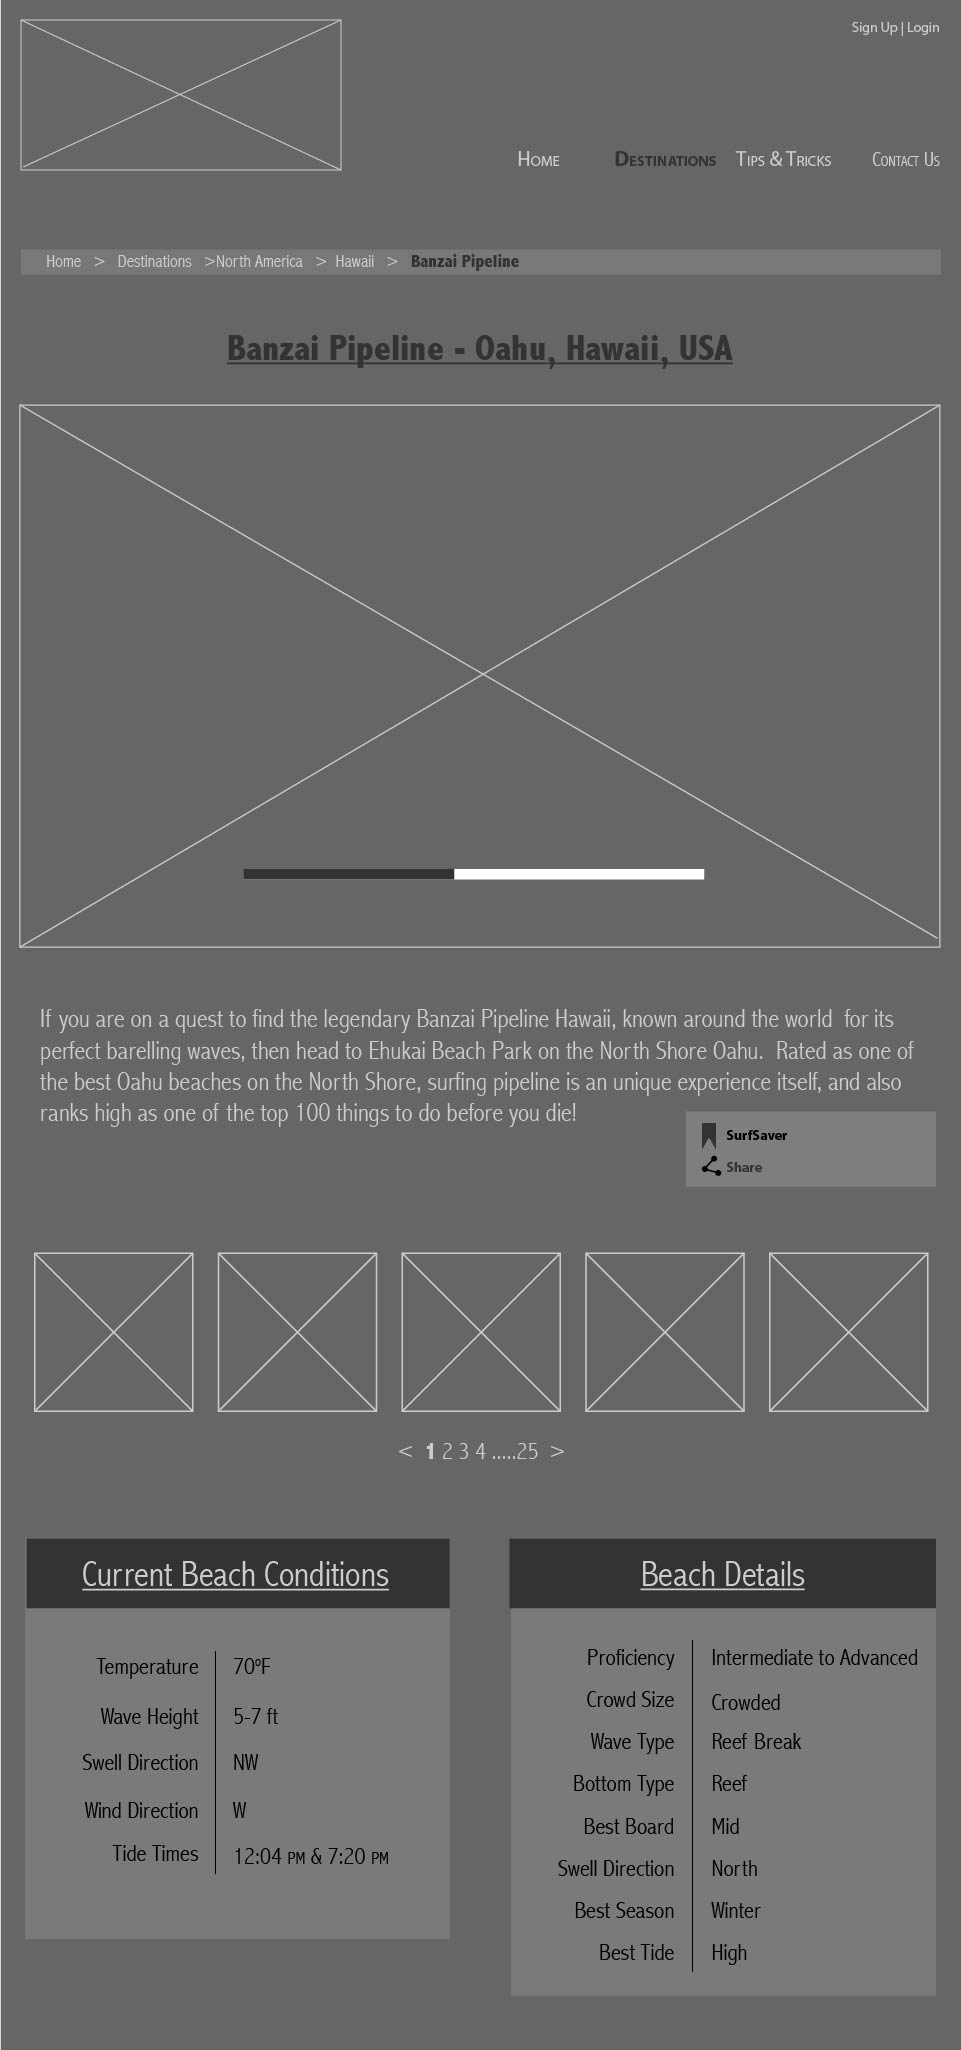 Sign Up | Login
Home Destinations Tips & Tricks Contact Us
Home > Destinations >North America > Hawaii > Banzai Pipeline
Banzai Pipeline - Oahu, Hawaii, USA
If you are on a quest to find the legendary Banzai Pipeline Hawaii, known around the world for its
perfect barelling waves, then head to Ehukai Beach Park on the North Shore Oahu. Rated as one of
the best Oahu beaches on the North Shore, surfing pipeline is an unique experience itself, and also
ranks high as one of the top 100 things to do before you die!
SurfSaver
Share
< 1 2 3 4 .....25 >
Current Beach Conditions
Temperature 70ºF
Wave Height 5-7 ft
Swell Direction NW
Wind Direction W
Tide Times 12:04 PM & 7:20 PM
Beach Details
Proficiency Intermediate to Advanced
Crowd Size Crowded
Wave Type Reef Break
Bottom Type Reef
Best Board Mid
Swell Direction North
Best Season Winter
Best Tide High